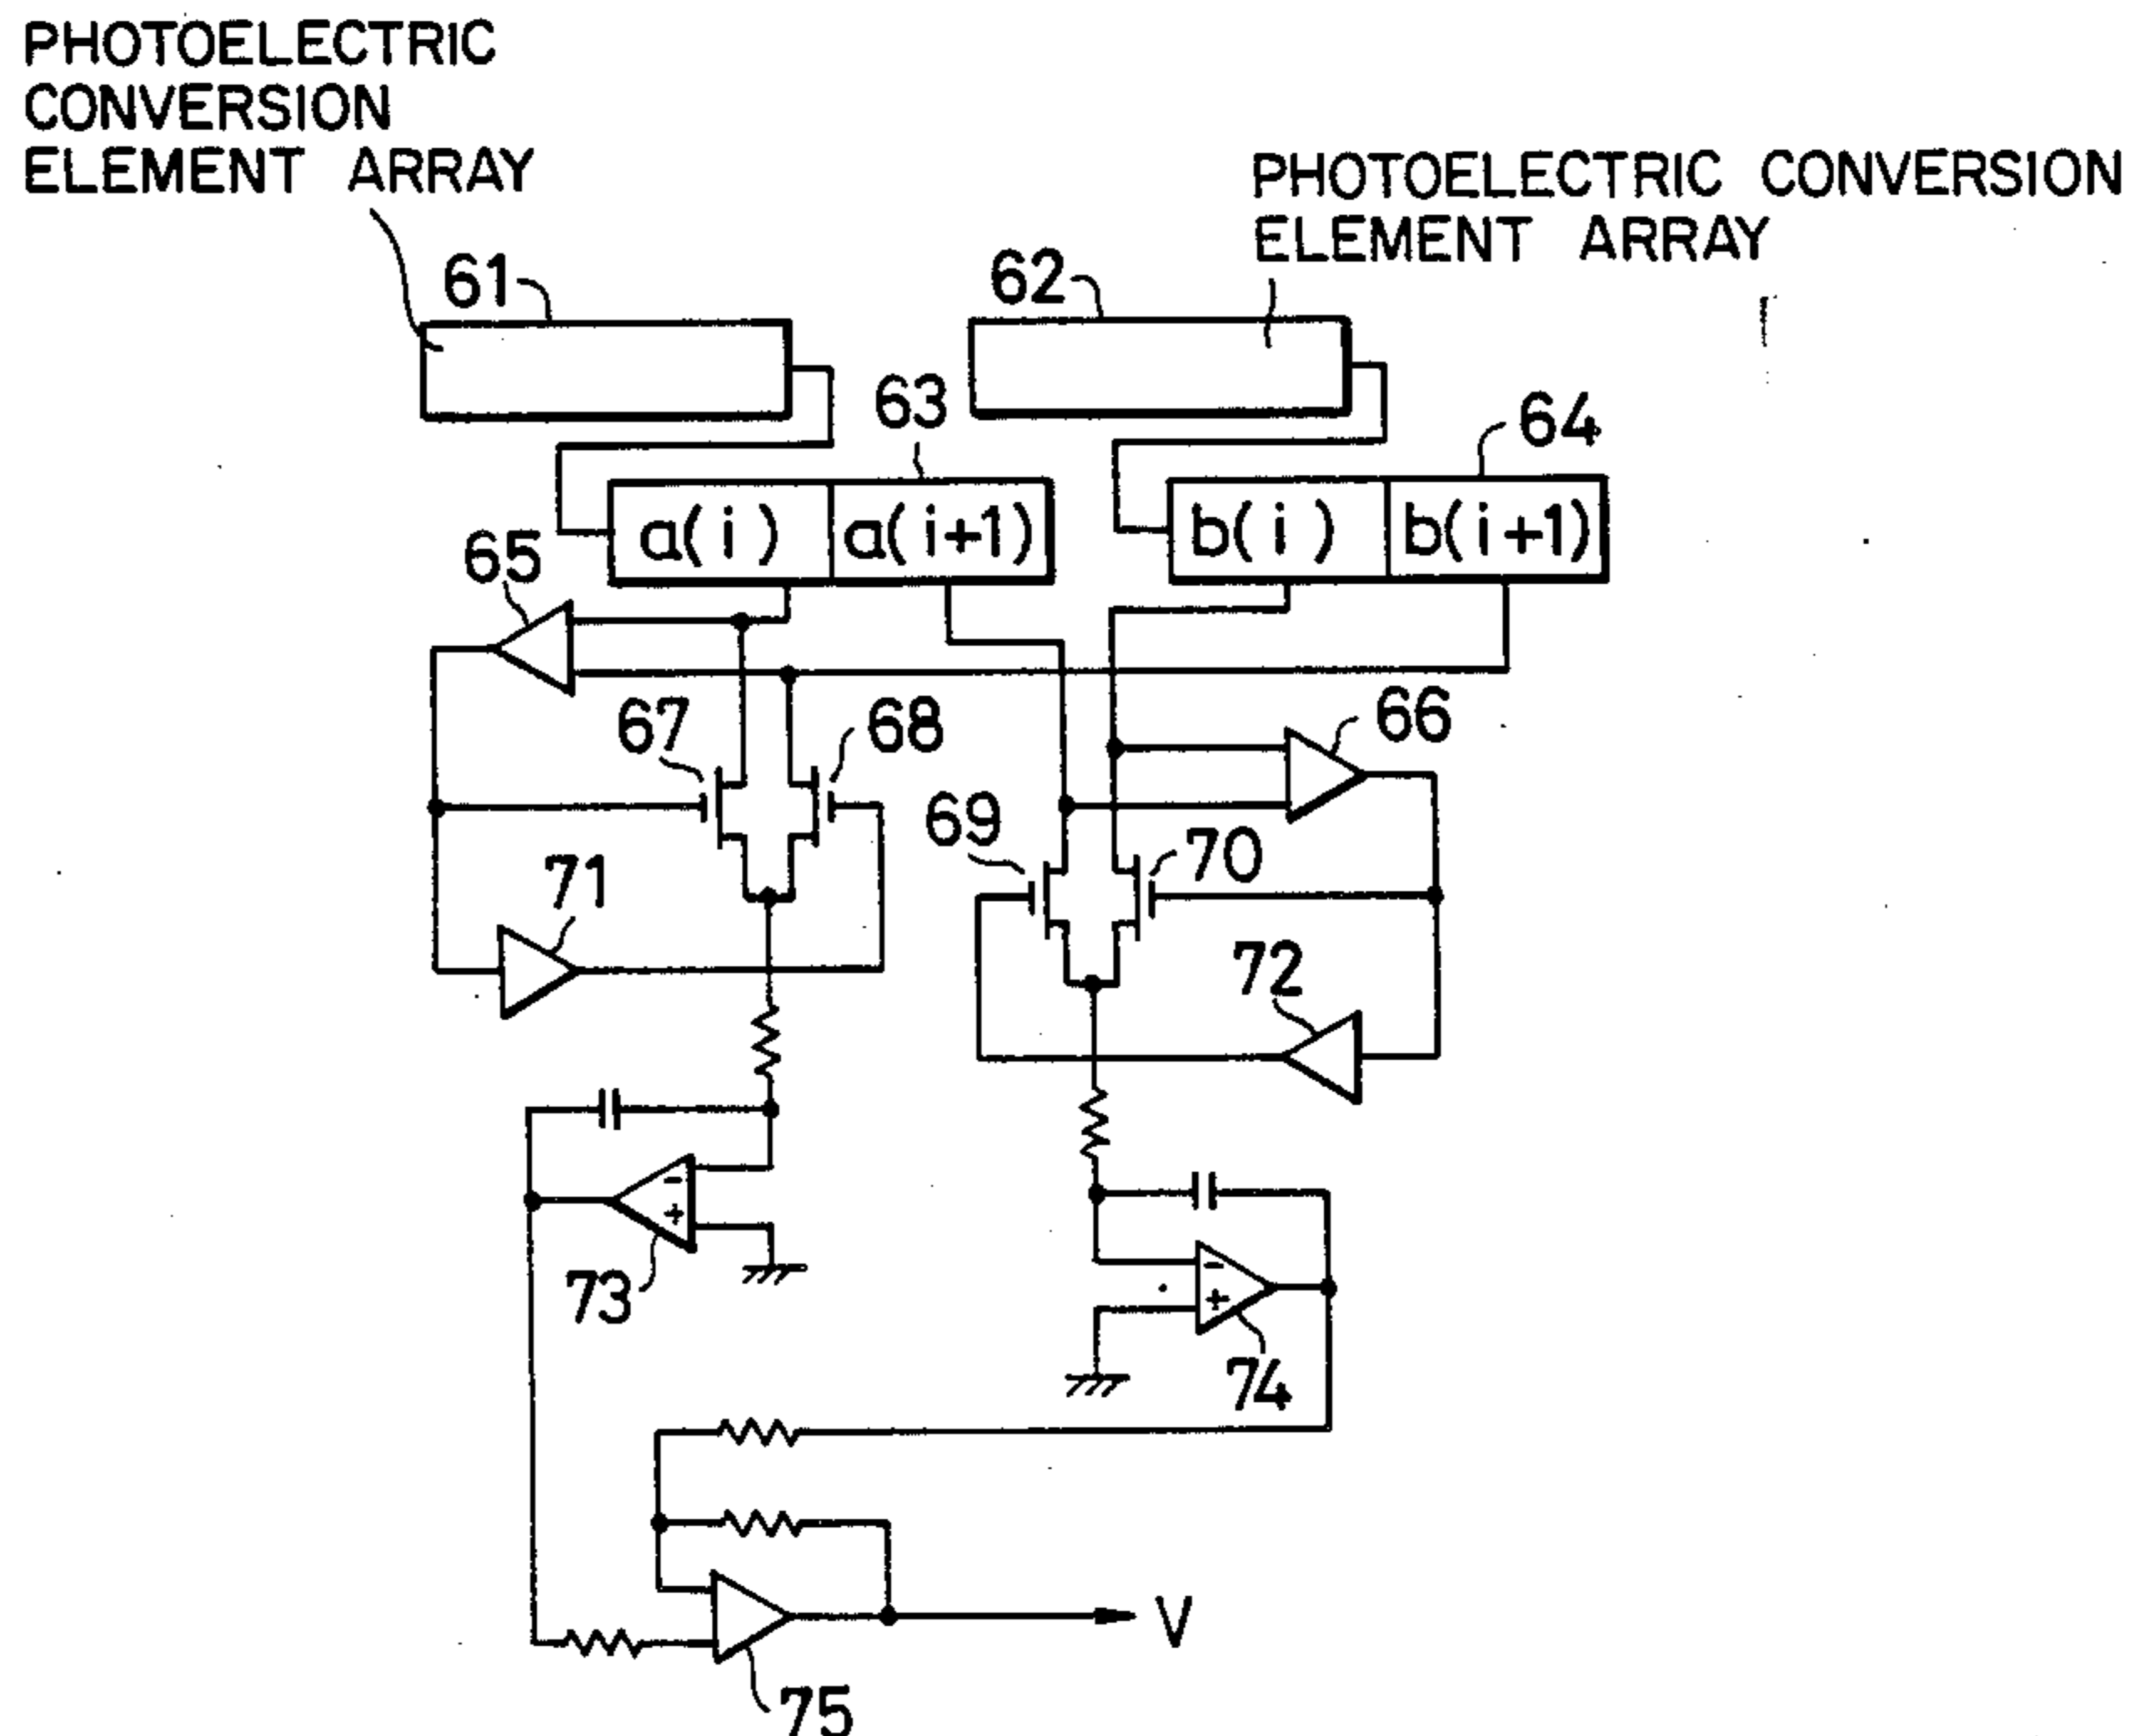 PHOTOELECTRIC
CONVERSION
ELEMENT ARRAY
PHOTOELECTRIC CONVERSION
ELEMENT ARRAY
61
62
63
64
a(i) a(i+1)
b(i) b(i+1)
65
66
67
68
69
70
71
72
- +
73
- +
74
V
75